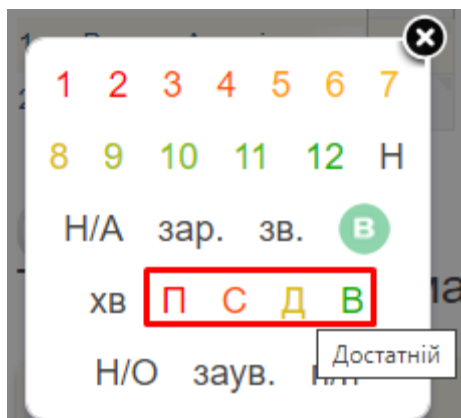 1 2 3 4 5 6 7
8 9 10 11 12 Н
Н/А зар. зв. В
хв П С Д В
Достатній
Н/О заув.